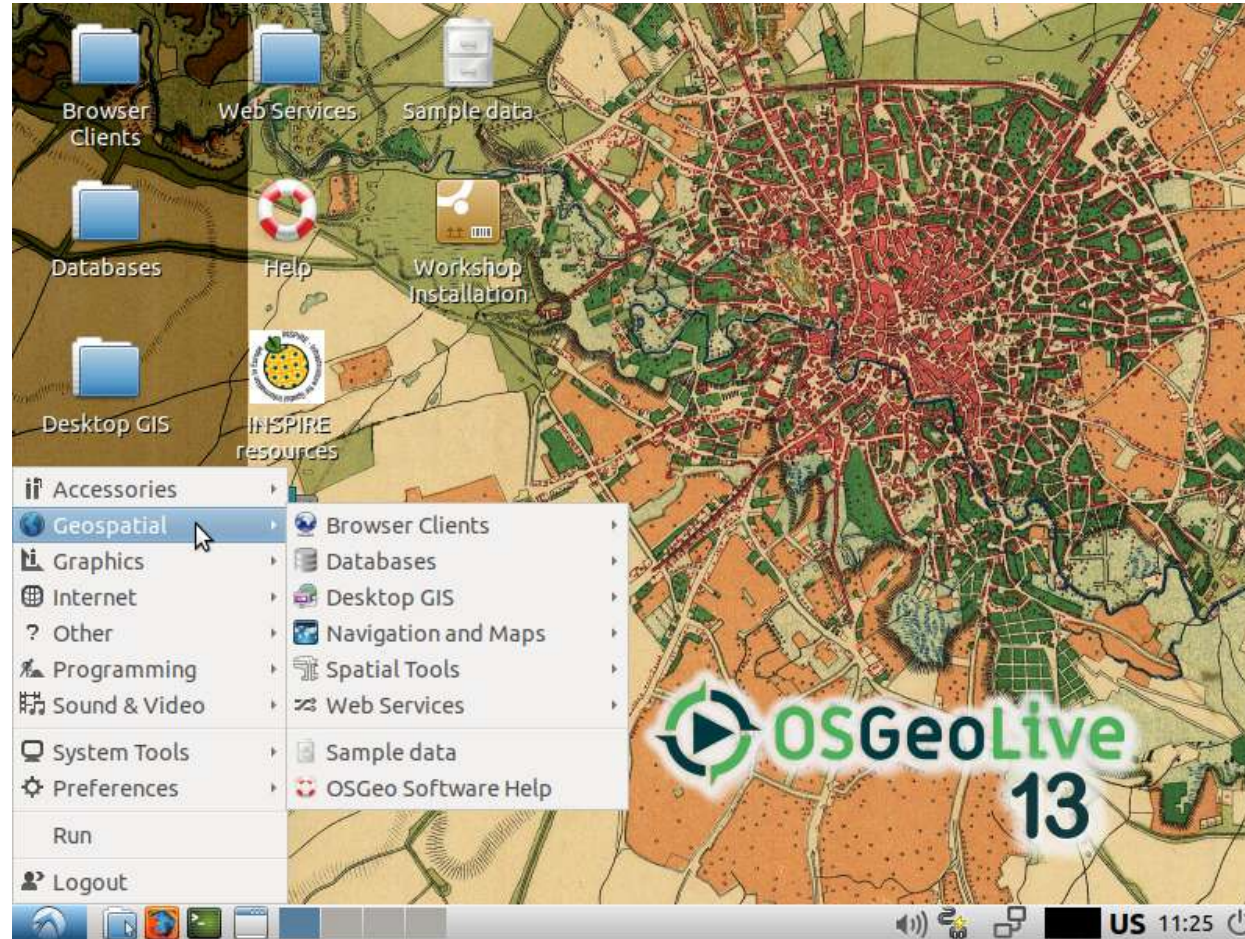 Browser
Clients
Web Services
Sample data
Databases
Help
Workshop
Installation
Desktop GIS
INSPIRE
resources
Accessories
Geospatial
Graphics
Internet
? Other
Programming
Sound & Video
System Tools
Preferences
Run
Logout
Browser Clients
Databases
Desktop GIS
Navigation and Maps
Spatial Tools
Web Services
Sample data
OSGeo Software Help
OSGeoLive
13
US 11:25